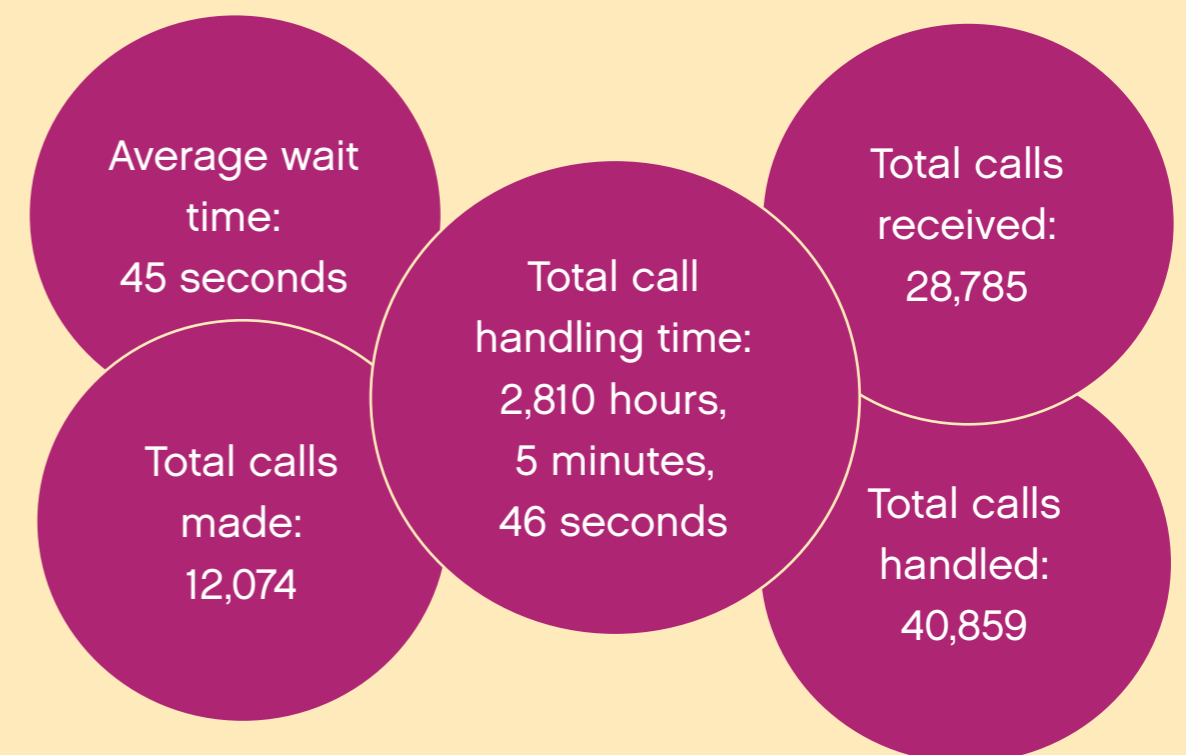 Average wait
time:
45 seconds
Total calls
made:
12,074
Total call
handling time:
2,810 hours,
5 minutes,
46 seconds
Total calls
received:
28,785
Total calls
handled:
40,859